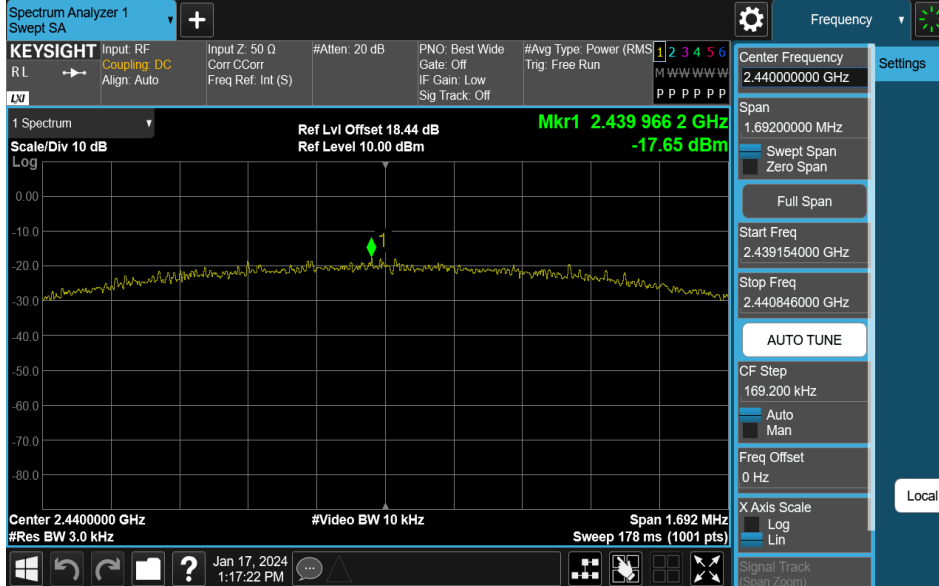 Spectrum Analyzer 1
Swept SA
+
Frequency
KEYSIGHT
R L
LXI
Input: RF
Coupling: DC
Align: Auto
Input Z: 50 Ω
Corr CCorr
Freq Ref: Int (S)
#Atten: 20 dB
PNO: Best Wide
Gate: Off
IF Gain: Low
Sig Track: Off
#Avg Type: Power (RMS
Trig: Free Run
1 2 3 4 5 6
M W W W W W
P P P P P P
1 Spectrum
Scale/Div 10 dB
Log
Ref Lvl Offset 18.44 dB
Ref Level 10.00 dBm
Mkr1 2.439 966 2 GHz
-17.65 dBm
0.00
-10.0
-20.0
-30.0
-40.0
-50.0
-60.0
-70.0
-80.0
1
Center 2.4400000 GHz
#Res BW 3.0 kHz
#Video BW 10 kHz
Span 1.692 MHz
Sweep 178 ms (1001 pts)
Center Frequency
2.440000000 GHz
Span
1.69200000 MHz
Swept Span
Zero Span
Full Span
Start Freq
2.439154000 GHz
Stop Freq
2.440846000 GHz
AUTO TUNE
CF Step
169.200 kHz
Auto
Man
Freq Offset
0 Hz
X Axis Scale
Log
Lin
Signal Track
(Span Zoom)
Settings
Local
?
Jan 17, 2024
1:17:22 PM